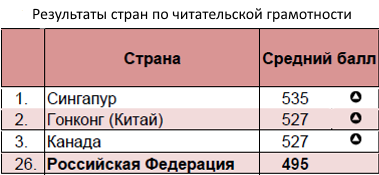 Результаты стран по читательской грамотности
Страна Средний балл
1. Сингапур 535
2. Гонконг (Китай) 527
3. Канада 527
26. Российская Федерация 495